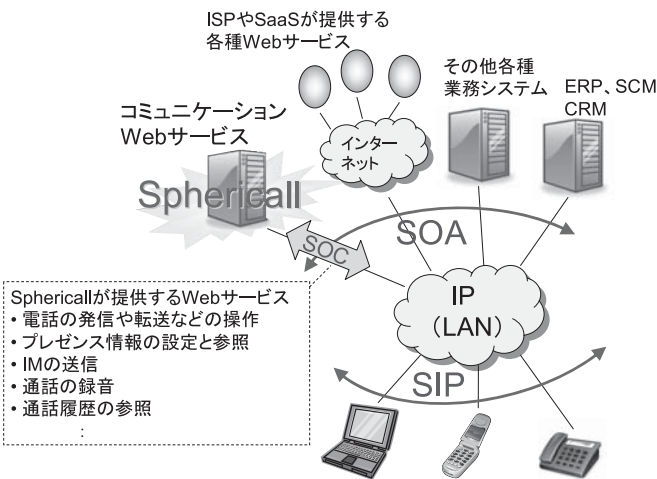 ISPやSaaSが提供する
各種Webサービス
その他各種
業務システム
ERP、SCM
CRM
コミュニケーション
Webサービス
インター
ネット
Sphericall
SOA
SOC
IP
（LAN）
Sphericallが提供するWebサービス
• 電話の発信や転送などの操作
• プレゼンス情報の設定と参照
• IMの送信
• 通話の録音
• 通話履歴の参照
:
SIP